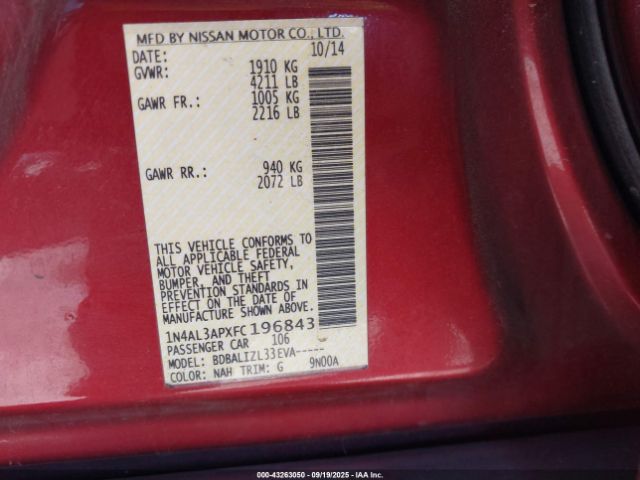 MFD BY NISSAN MOTOR CO., LTD.
DATE: 10/14
GVWR: 1910 KG
4211 LB
GAWR FR.: 1005 KG
2216 LB
GAWR RR.: 940 KG
2072 LB
THIS VEHICLE CONFORMS TO
ALL APPLICABLE FEDERAL
MOTOR VEHICLE SAFETY,
BUMPER, AND THEFT
PREVENTION STANDARDS IN
EFFECT ON THE DATE OF
MANUFACTURE SHOWN ABOVE.
1N4AL3APXFC196843
PASSENGER CAR 106
MODEL: BDBALIZL33EVA-----
COLOR: NAH TRIM: G 9N00A
000-43263050 - 09/19/2025 - IAA Inc.